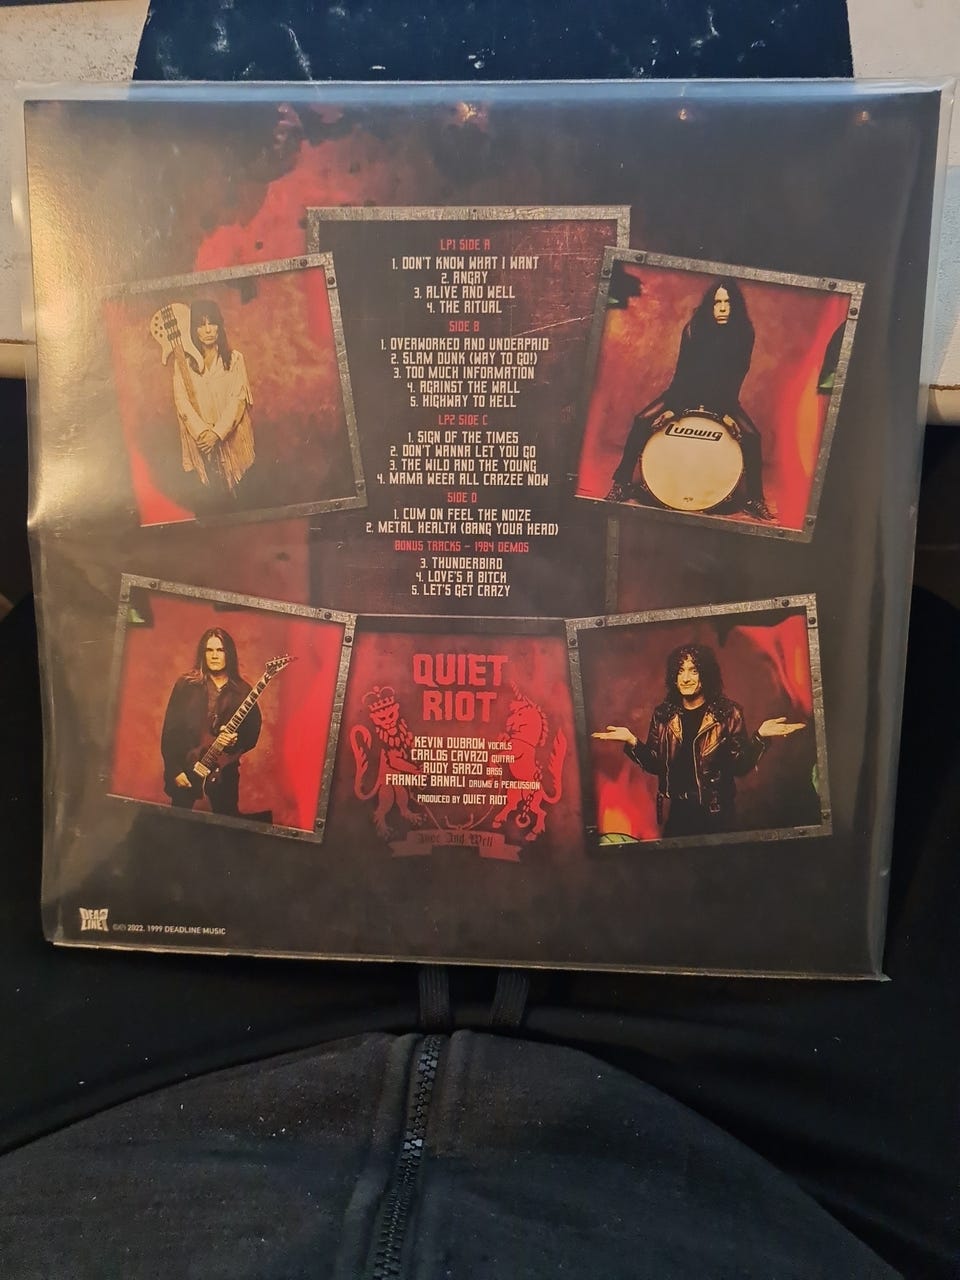 LP1 SIDE A
1. DON'T KNOW WHAT I WANT
2. ANGRY
3. ALIVE AND WELL
4. THE RITUAL
SIDE B
1. OVERWORKED AND UNDERPAID
2. SLAM DUNK (WAY TO GO!)
3. TOO MUCH INFORMATION
4. AGAINST THE WALL
5. HIGHWAY TO HELL
LP2 SIDE C
1. SIGN OF THE TIMES
2. DON'T WANNA LET YOU GO
3. THE WILD AND THE YOUNG
4. MAMA WEER ALL CRAZEE NOW
SIDE D
1. CUM ON FEEL THE NOIZE
2. METAL HEALTH (BANG YOUR HEAD)
BONUS TRACKS - 1984 DEMOS
3. THUNDERBIRD
4. LOVE'S A BITCH
5. LET'S GET CRAZY
LUDWIG
QUIET
RIOT
KEVIN DUBROW VOCALS
CARLOS CAVAZO GUITAR
RUDY SARZO BASS
FRANKIE BANALI DRUMS & PERCUSSION
PRODUCED BY QUIET RIOT
And Well
DEAD
LINE
©℗ 2022, 1999 DEADLINE MUSIC